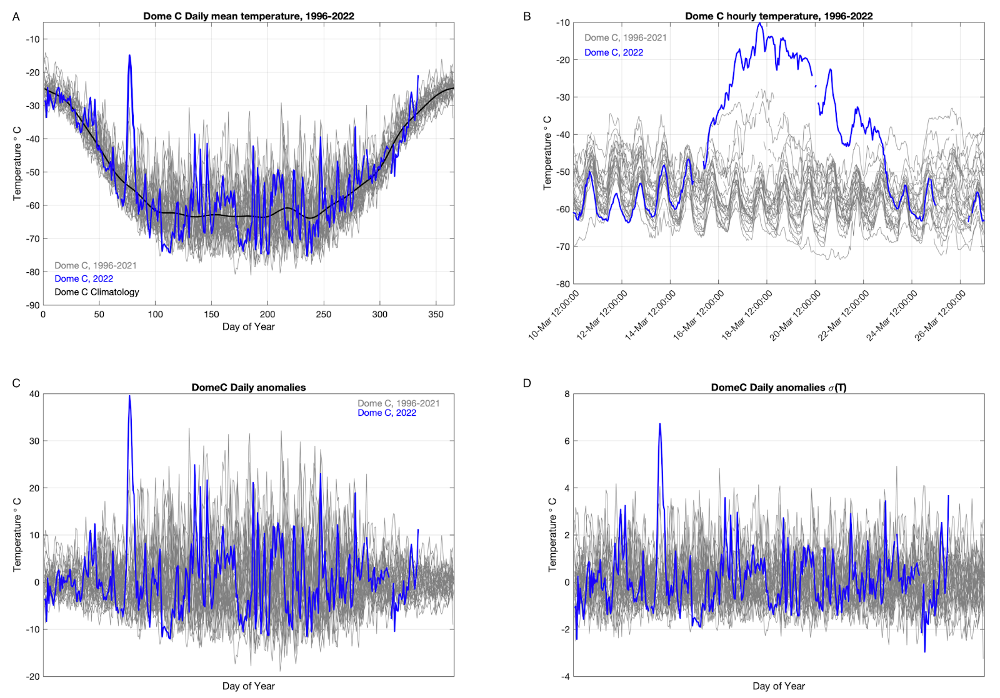 A
Dome C Daily mean temperature, 1996-2022
-10
-20
-30
-40
-50
-60
-70
-80
-90
Temperature ° C
Dome C, 1996-2021
Dome C, 2022
Dome C Climatology
0 50 100 150 200 250 300 350
Day of Year
B
Dome C hourly temperature, 1996-2022
-10
-20
-30
-40
-50
-60
-70
-80
Temperature ° C
Dome C, 1996-2021
Dome C, 2022
10-Mar 12:00:00
12-Mar 12:00:00
14-Mar 12:00:00
16-Mar 12:00:00
18-Mar 12:00:00
20-Mar 12:00:00
22-Mar 12:00:00
24-Mar 12:00:00
26-Mar 12:00:00
C
DomeC Daily anomalies
40
30
20
10
0
-10
-20
Temperature ° C
Dome C, 1996-2021
Dome C, 2022
Day of Year
D
DomeC Daily anomalies σ(T)
8
6
4
2
0
-2
-4
Temperature ° C
Day of Year